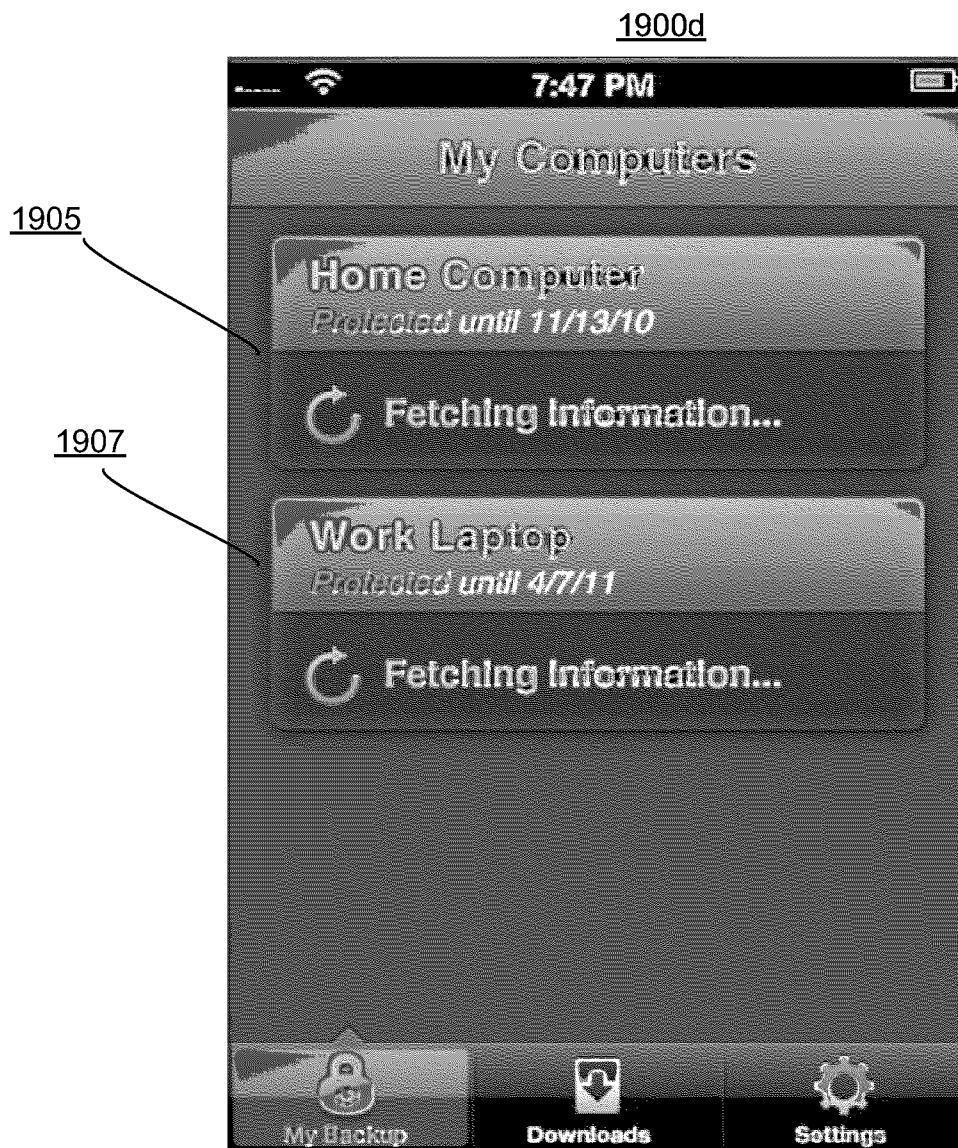 1900d
7:47 PM
My Computers
1905
Home Computer
Protected until 11/13/10
Fetching Information...
1907
Work Laptop
Protected until 4/7/11
Fetching Information...
My Backup
Downloads
Settings